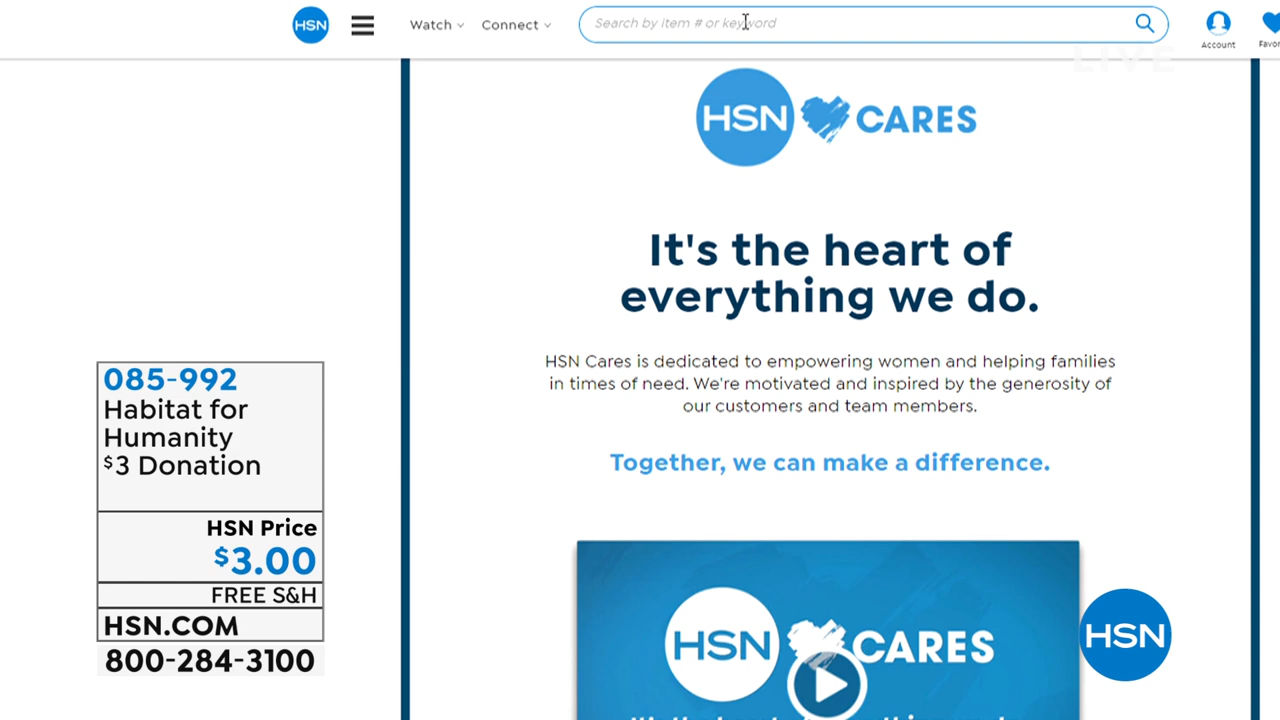 HSN
Watch
Connect
Search by item # or keyword
Account
Favor
LIVE
HSN CARES
It's the heart of
everything we do.
HSN Cares is dedicated to empowering women and helping families
in times of need. We're motivated and inspired by the generosity of
our customers and team members.
Together, we can make a difference.
085-992
Habitat for
Humanity
$3 Donation
HSN Price
$3.00
FREE S&H
HSN.COM
800-284-3100
HSN CARES
HSN